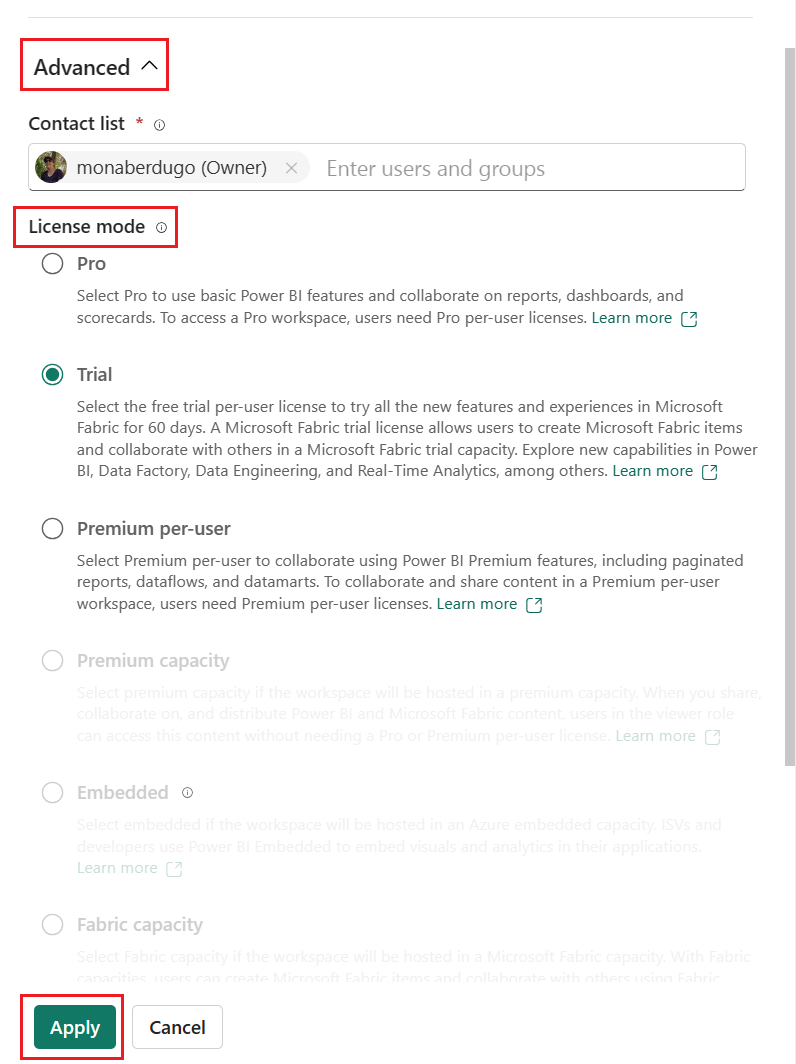 Advanced
Contact list *
monaberdugo (Owner) Enter users and groups
License mode
Pro
Select Pro to use basic Power BI features and collaborate on reports, dashboards, and
scorecards. To access a Pro workspace, users need Pro per-user licenses. Learn more
Trial
Select the free trial per-user license to try all the new features and experiences in Microsoft
Fabric for 60 days. A Microsoft Fabric trial license allows users to create Microsoft Fabric items
and collaborate with others in a Microsoft Fabric trial capacity. Explore new capabilities in Power
BI, Data Factory, Data Engineering, and Real-Time Analytics, among others. Learn more
Premium per-user
Select Premium per-user to collaborate using Power BI Premium features, including paginated
reports, dataflows, and datamarts. To collaborate and share content in a Premium per-user
workspace, users need Premium per-user licenses. Learn more
Premium capacity
Select premium capacity if the workspace will be hosted in a premium capacity. When you share,
collaborate on, and distribute Power BI and Microsoft Fabric content, users in the viewer role
can access this content without needing a Pro or Premium per-user license. Learn more
Embedded
Select embedded if the workspace will be hosted in an Azure embedded capacity. ISVs and
developers use Power BI Embedded to embed visuals and analytics in their applications.
Learn more
Fabric capacity
Select Fabric capacity if the workspace will be hosted in a Microsoft Fabric capacity. With Fabric
capacities, users can create Microsoft Fabric items and collaborate with others using Fabric
Apply Cancel